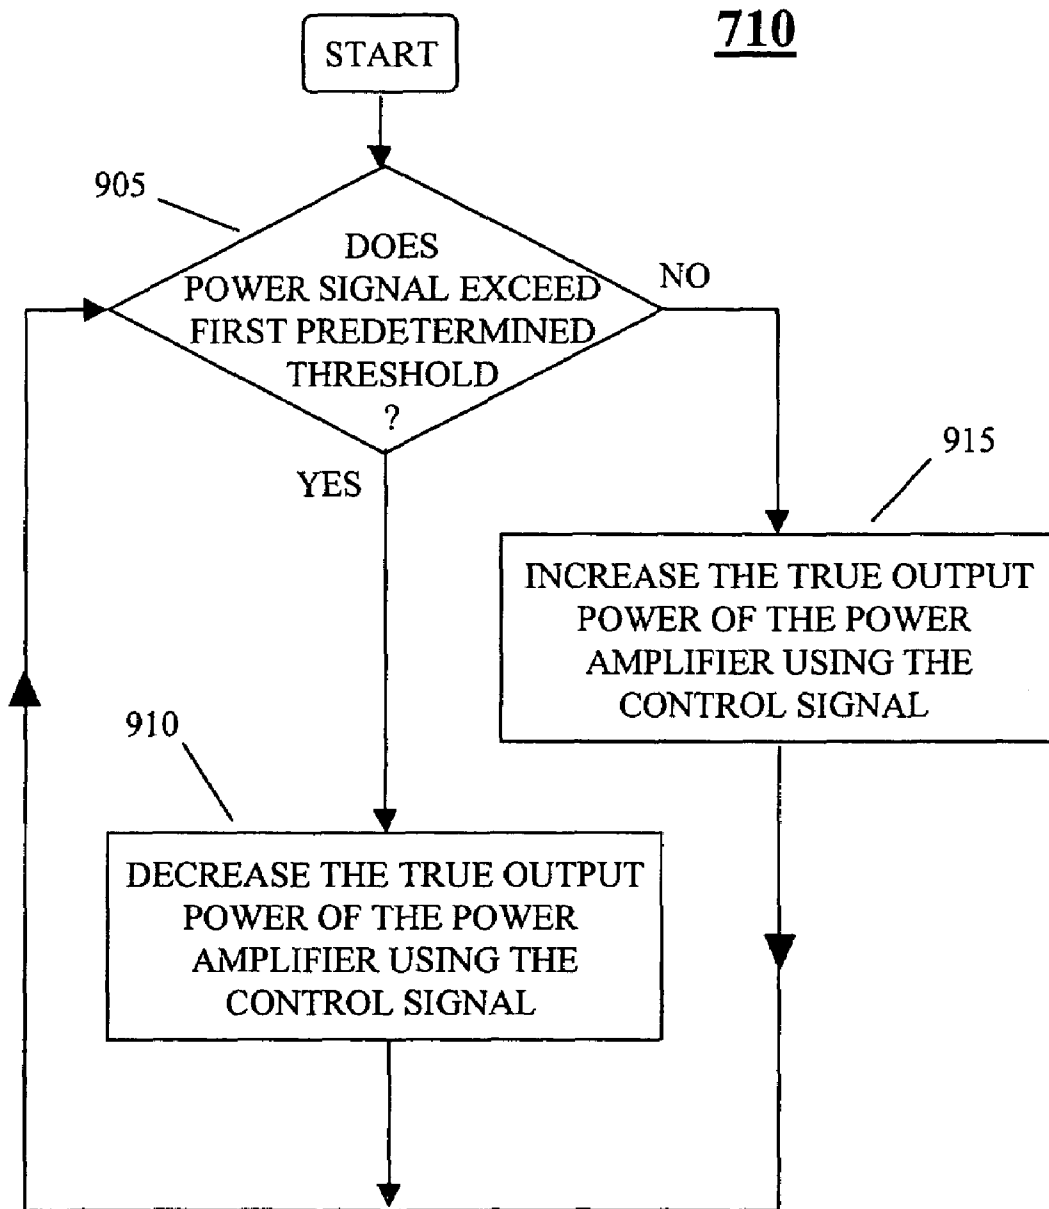 710
START
905
DOES
POWER SIGNAL EXCEED
FIRST PREDETERMINED
THRESHOLD
?
NO
YES
915
INCREASE THE TRUE OUTPUT
POWER OF THE POWER
AMPLIFIER USING THE
CONTROL SIGNAL
910
DECREASE THE TRUE OUTPUT
POWER OF THE POWER
AMPLIFIER USING THE
CONTROL SIGNAL